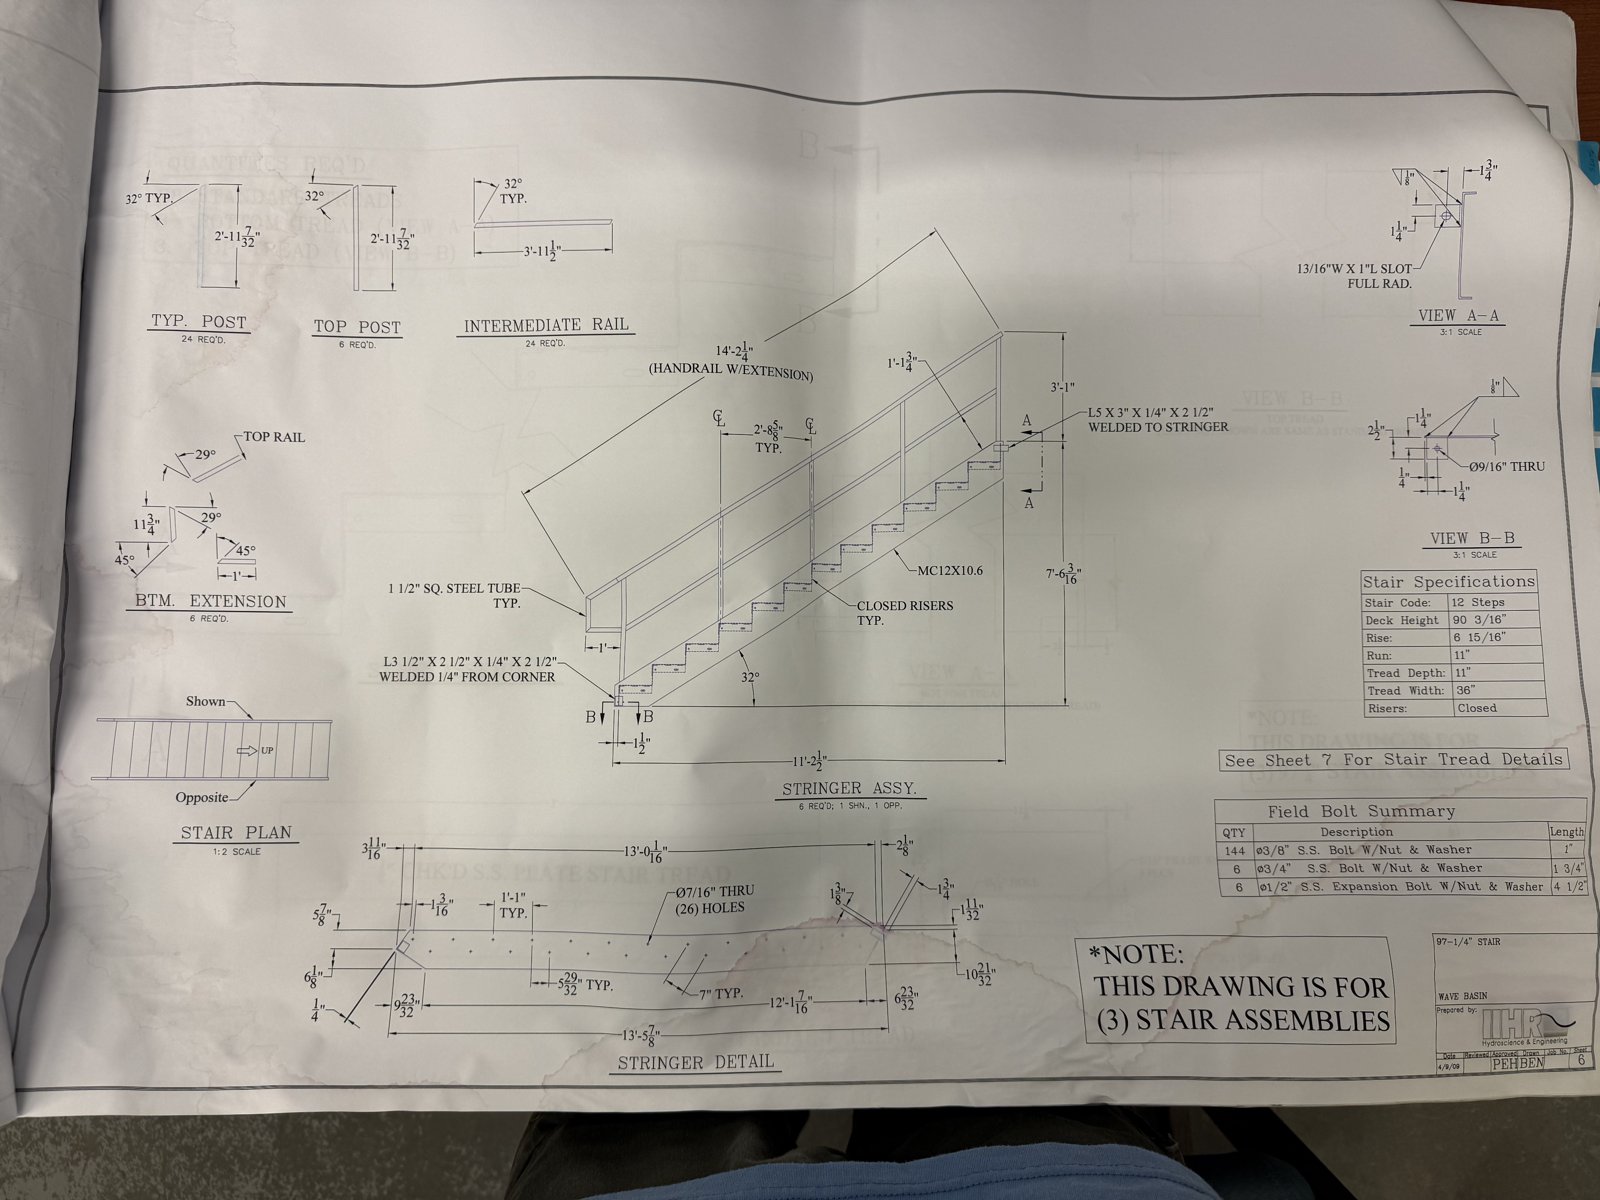 32° TYP.
2'-11 7/32"
TYP. POST
24 REQ'D.
32°
2'-11 7/32"
TOP POST
6 REQ'D.
32°
TYP.
3'-11 1/2"
INTERMEDIATE RAIL
24 REQ'D.
29°
TOP RAIL
11 3/4"
29°
45°
45°
1'
BTM. EXTENSION
6 REQ'D.
Shown
UP
Opposite
STAIR PLAN
1:2 SCALE
14'-2 1/4"
(HANDRAIL W/EXTENSION)
1'-1 3/4"
3'-1"
L5 X 3" X 1/4" X 2 1/2"
WELDED TO STRINGER
A
A
2'-8 5/8"
TYP.
1 1/2" SQ. STEEL TUBE
TYP.
MC12X10.6
7'-6 3/16"
CLOSED RISERS
TYP.
1'
L3 1/2" X 2 1/2" X 1/4" X 2 1/2"
WELDED 1/4" FROM CORNER
32°
B
B
1 1/2"
11'-2 1/2"
STRINGER ASSY.
6 REQ'D; 1 SHN., 1 OPP.
3 11/16"
13'-0 1/16"
2 1/8"
5 7/8"
1 3/16"
1'-1"
TYP.
Ø7/16" THRU
(26) HOLES
1 3/8"
1 3/4"
1 11/32"
6 1/8"
1/4"
9 23/32"
5 29/32" TYP.
7" TYP.
12'-1 7/16"
6 23/32"
10 21/32"
13'-5 7/8"
STRINGER DETAIL
1/8"
1 3/4"
1 1/4"
13/16"W X 1"L SLOT
FULL RAD.
VIEW A-A
3:1 SCALE
1/8"
1 1/4"
2 1/2"
Ø9/16" THRU
1/4"
1 1/4"
VIEW B-B
3:1 SCALE
Stair Specifications
Stair Code: 12 Steps
Deck Height 90 3/16"
Rise: 6 15/16"
Run: 11"
Tread Depth: 11"
Tread Width: 36"
Risers: Closed
See Sheet 7 For Stair Tread Details
Field Bolt Summary
QTY Description Length
144 ø3/8" S.S. Bolt W/Nut & Washer 1"
6 ø3/4" S.S. Bolt W/Nut & Washer 1 3/4"
6 ø1/2" S.S. Expansion Bolt W/Nut & Washer 4 1/2"
*NOTE:
THIS DRAWING IS FOR
(3) STAIR ASSEMBLIES
97-1/4" STAIR
WAVE BASIN
Prepared by:
IIHR
Hydroscience & Engineering
Date Reviewed Approved Drawn Job No. Sheet
4/9/09 PEH BEN 6